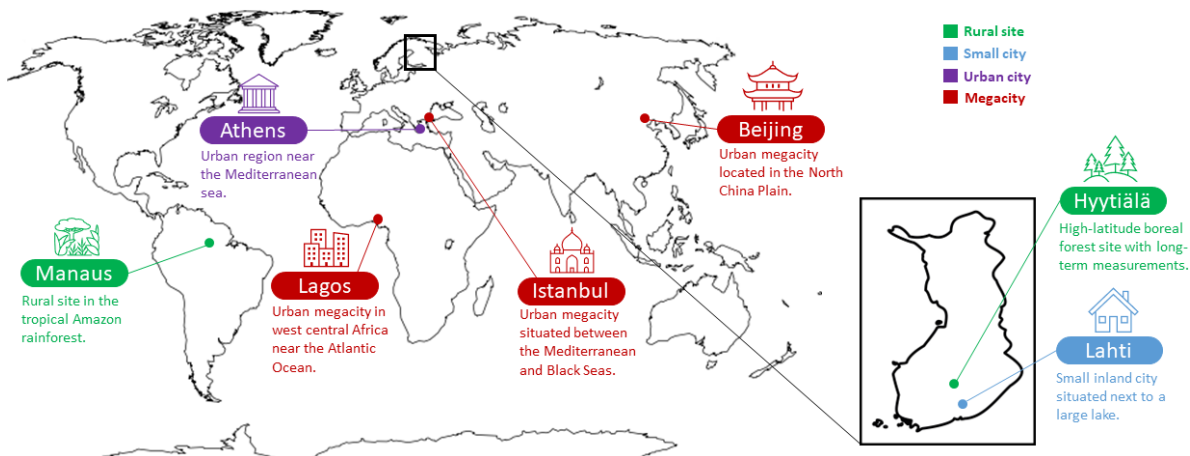 Rural site
Small city
Urban city
Megacity
Athens
Urban region near
the Mediterranean
sea.
Beijing
Urban megacity
located in the North
China Plain.
Manaus
Rural site in the
tropical Amazon
rainforest.
Lagos
Urban megacity in
west central Africa
near the Atlantic
Ocean.
Istanbul
Urban megacity
situated between
the Mediterranean
and Black Seas.
Hyytiälä
High-latitude boreal
forest site with long-
term measurements.
Lahti
Small inland city
situated next to a
large lake.